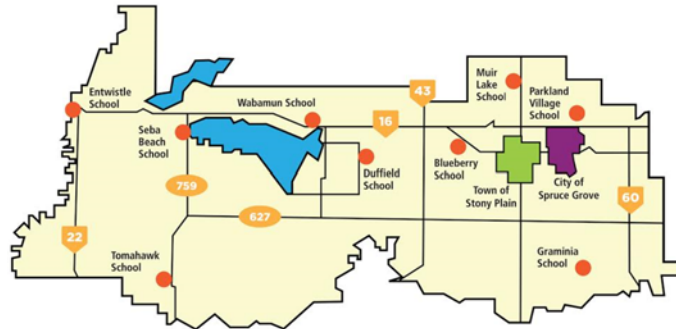 43
Muir
Lake
School
Parkland
Village
School
Entwistle
School
Wabamun School
16
Seba
Beach
School
Duffield
School
Blueberry
School
Town of
Stony Plain
City of
Spruce Grove
759
627
60
22
Tomahawk
School
Graminia
School